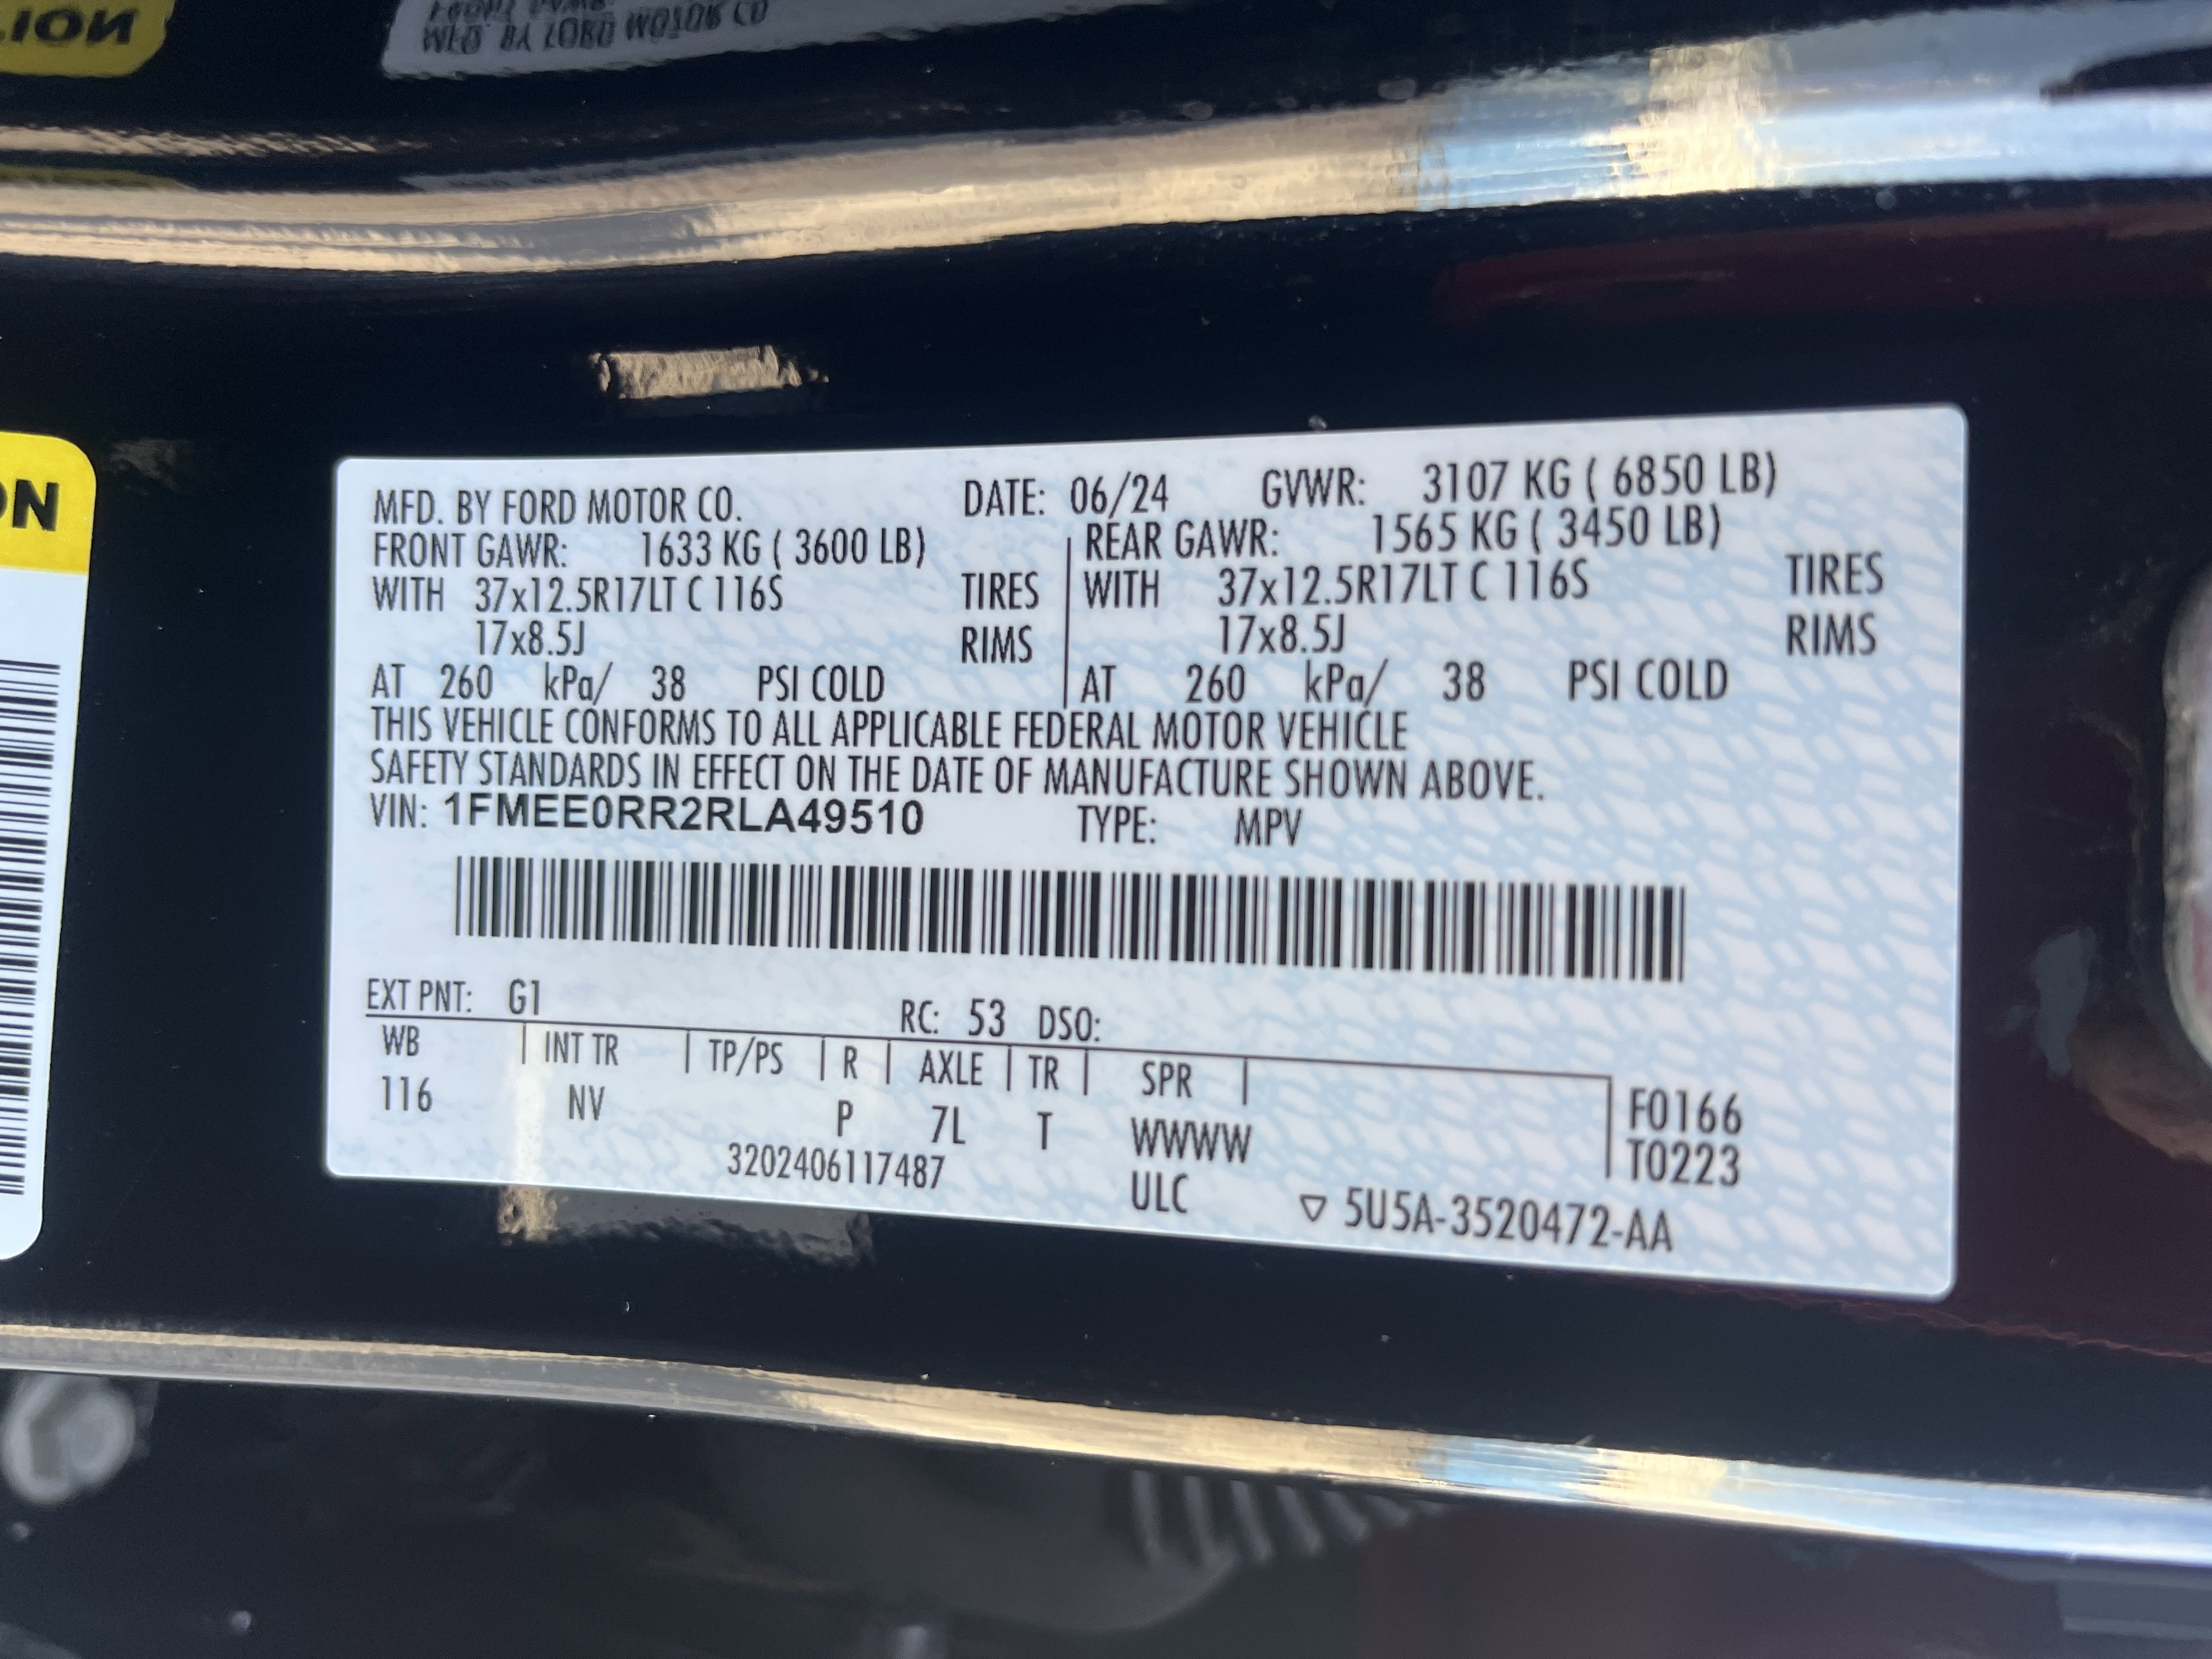 MFD. BY FORD MOTOR CO. DATE: 06/24 GVWR: 3107 KG ( 6850 LB)
FRONT GAWR: 1633 KG ( 3600 LB) REAR GAWR: 1565 KG ( 3450 LB)
WITH 37x12.5R17LT C 116S TIRES WITH 37x12.5R17LT C 116S TIRES
17x8.5J RIMS 17x8.5J RIMS
AT 260 kPa/ 38 PSI COLD AT 260 kPa/ 38 PSI COLD
THIS VEHICLE CONFORMS TO ALL APPLICABLE FEDERAL MOTOR VEHICLE
SAFETY STANDARDS IN EFFECT ON THE DATE OF MANUFACTURE SHOWN ABOVE.
VIN: 1FMEE0RR2RLA49510 TYPE: MPV
EXT PNT: G1 RC: 53 DSO:
WB INT TR TP/PS R AXLE TR SPR
116 NV P 7L T WWWW F0166
3202406117487 ULC T0223
5U5A-3520472-AA